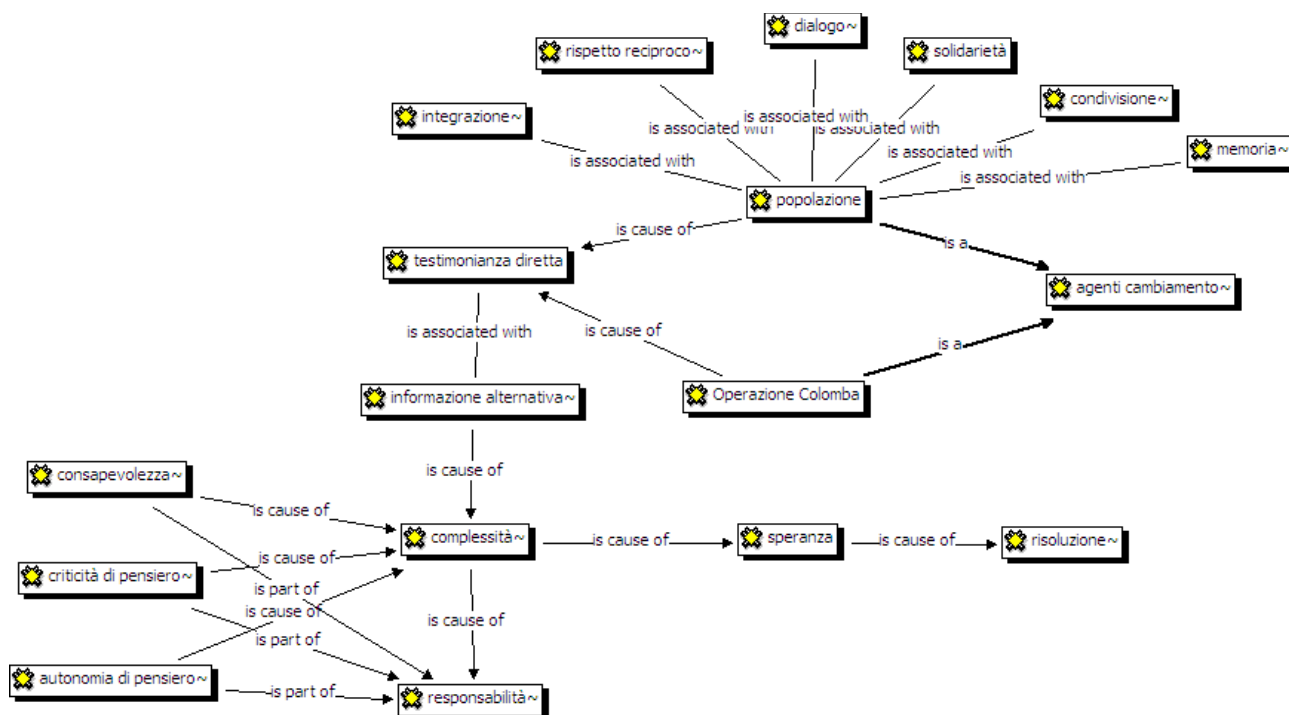 dialogo~
rispetto reciproco~
solidarietà
condivisione~
integrazione~
is associated with
is associated with
is associated with
is associated with
memoria~
is associated with
is associated with
popolazione
is cause of
is a
testimonianza diretta
agenti cambiamento~
is associated with
is cause of
is a
informazione alternativa~
Operazione Colomba
is cause of
consapevolezza~
is cause of
complessità~
is cause of
speranza
is cause of
risoluzione~
is cause of
criticità di pensiero~
is part of
is cause of
is cause of
is part of
autonomia di pensiero~
is part of
responsabilità~